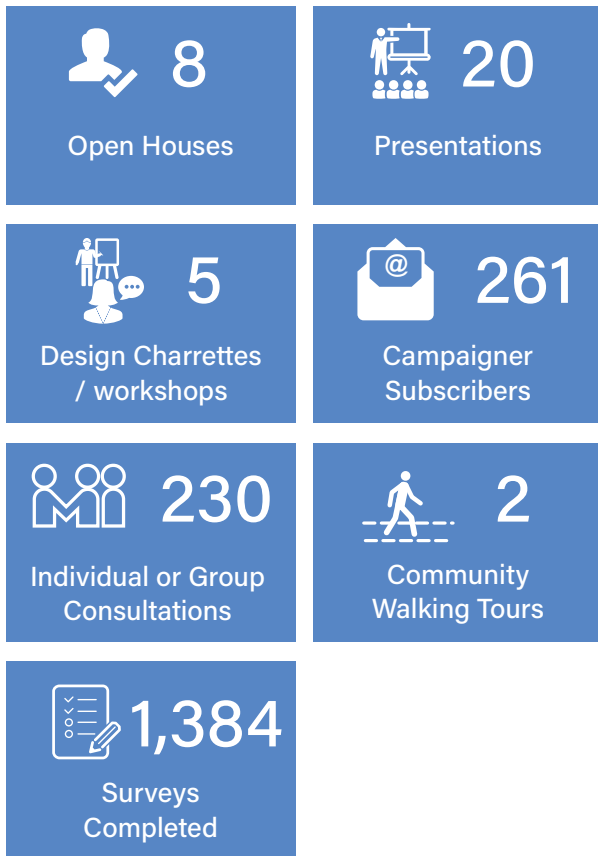 8
Open Houses
20
Presentations
5
Design Charrettes
/ workshops
@
261
Campaigner
Subscribers
230
Individual or Group
Consultations
2
Community
Walking Tours
1,384
Surveys
Completed